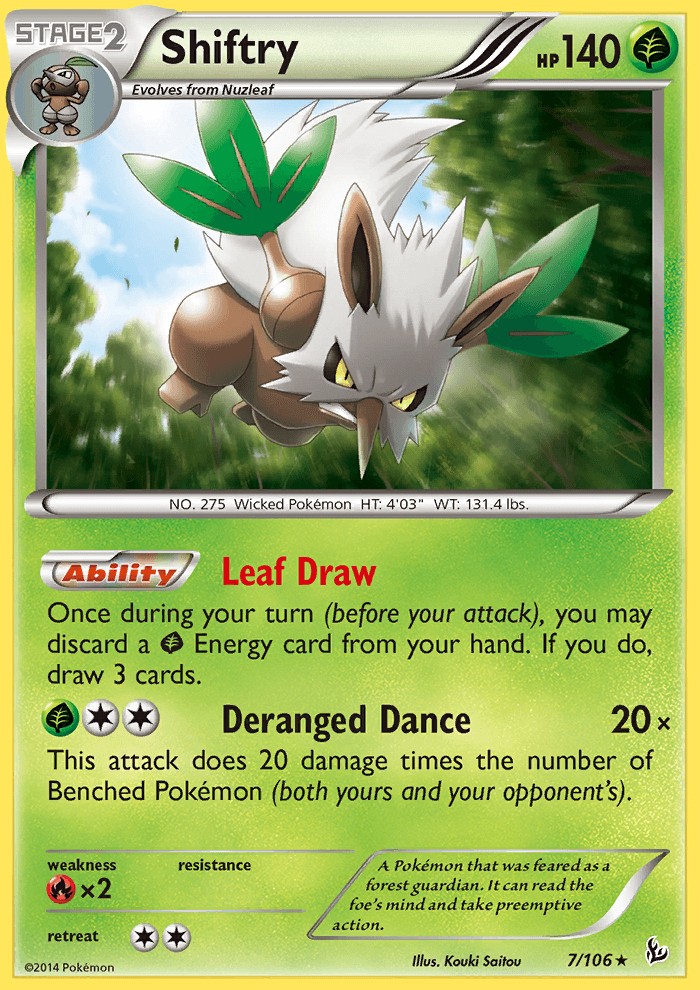 STAGE2
Shiftry
HP 140
Evolves from Nuzleaf
NO. 275 Wicked Pokémon HT: 4'03" WT: 131.4 lbs.
Ability
Leaf Draw
Once during your turn (before your attack), you may
discard a Energy card from your hand. If you do,
draw 3 cards.
Deranged Dance 20×
This attack does 20 damage times the number of
Benched Pokémon (both yours and your opponent's).
weakness resistance
×2
retreat
A Pokémon that was feared as a
forest guardian. It can read the
foe's mind and take preemptive
action.
Illus. Kouki Saitou 7/106 ★
©2014 Pokémon